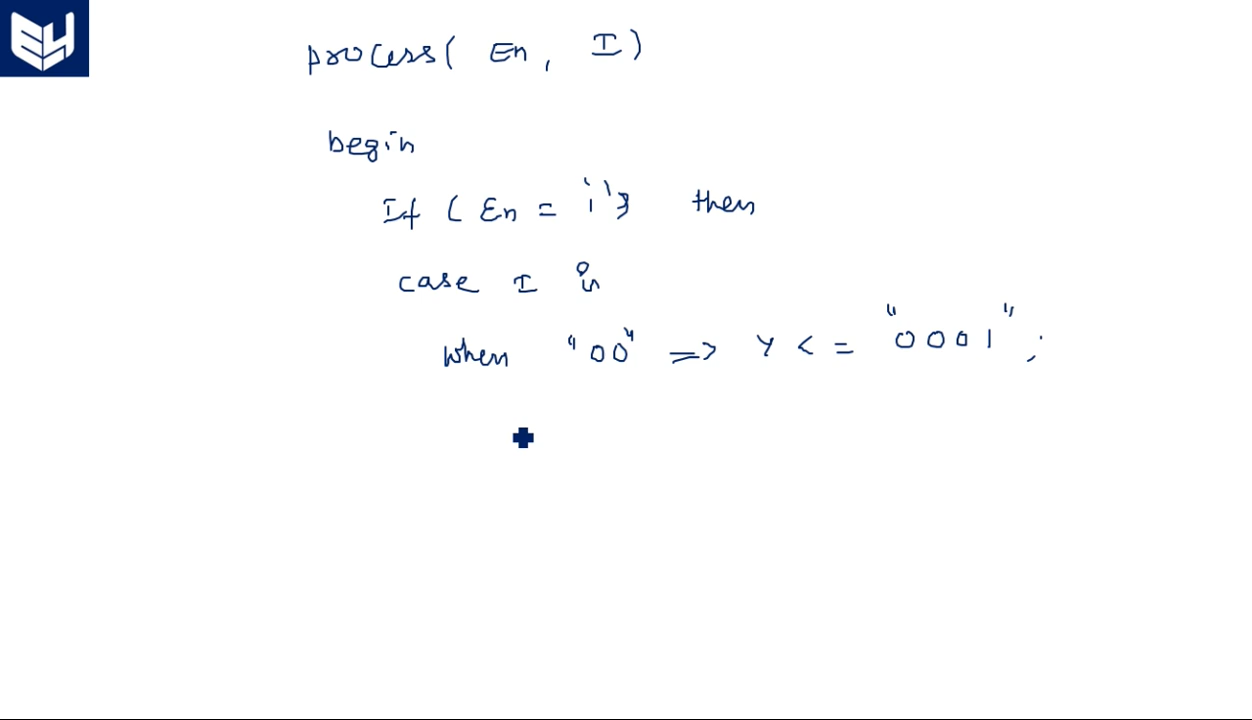 process( En, I)
begin
If ( En = '1') then
case I is
when "00" => Y <= "0001";